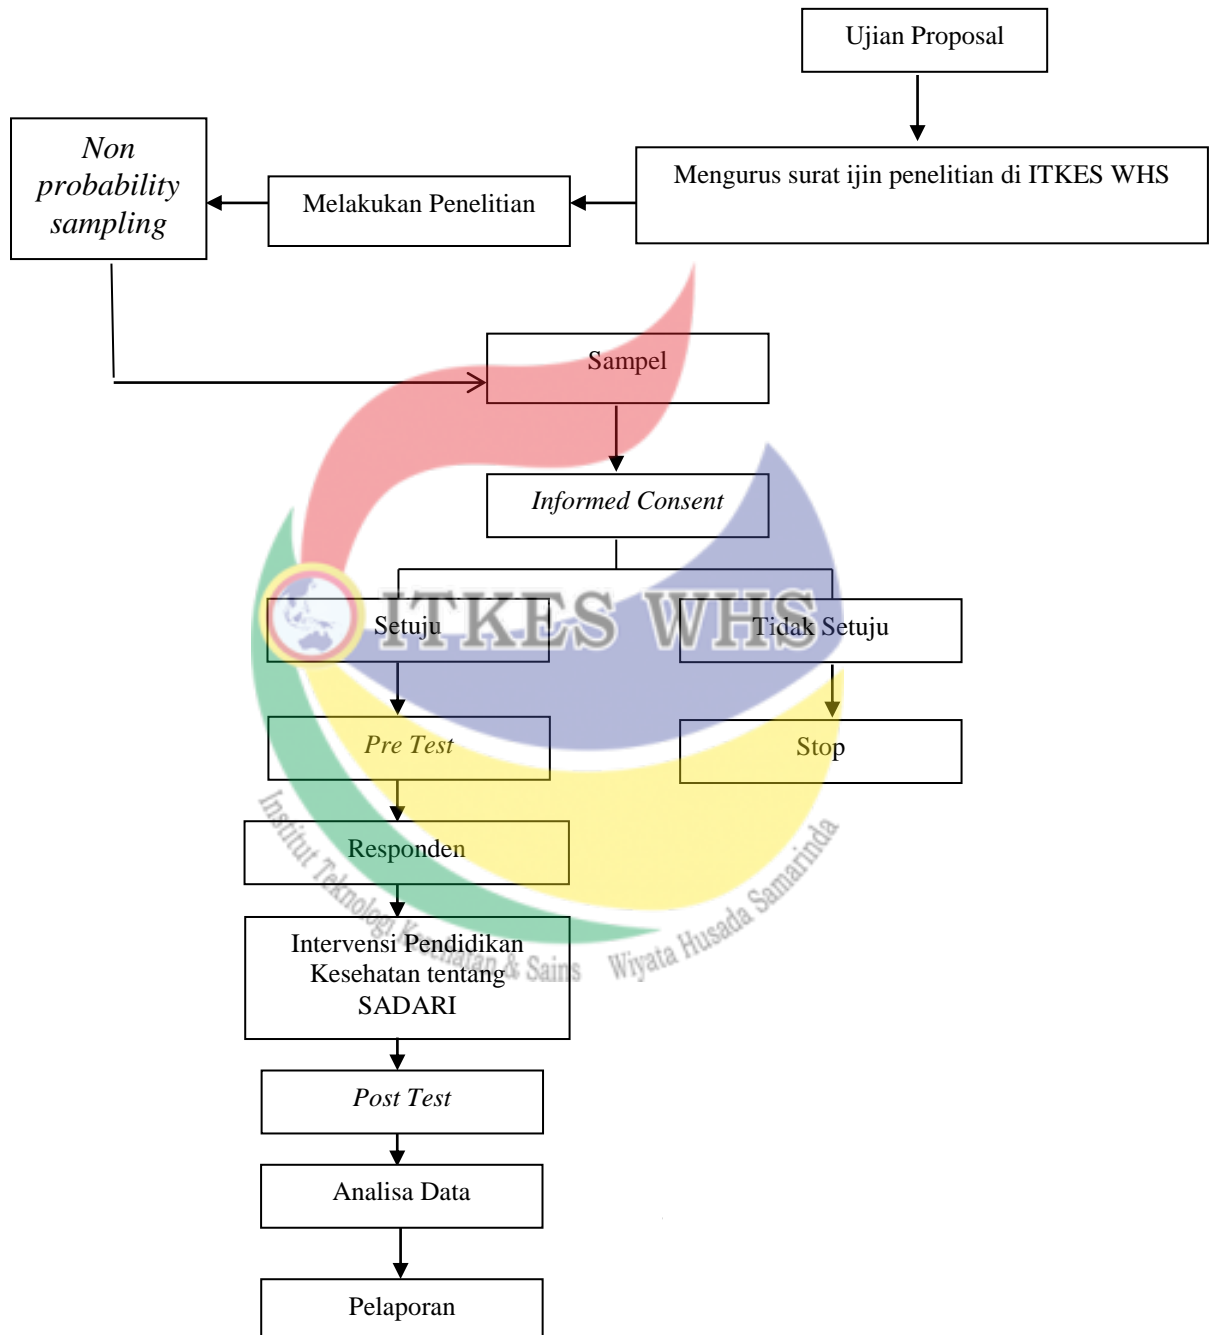 Ujian Proposal
Mengurus surat ijin penelitian di ITKES WHS
Melakukan Penelitian
Non
probability
sampling
Sampel
Informed Consent
ITKES WHS
Setuju
Tidak Setuju
Pre Test
Stop
Responden
Intervensi Pendidikan
Kesehatan tentang
SADARI
Institut Teknologi Kesehatan & Sains Wiyata Husada Samarinda
Post Test
Analisa Data
Pelaporan